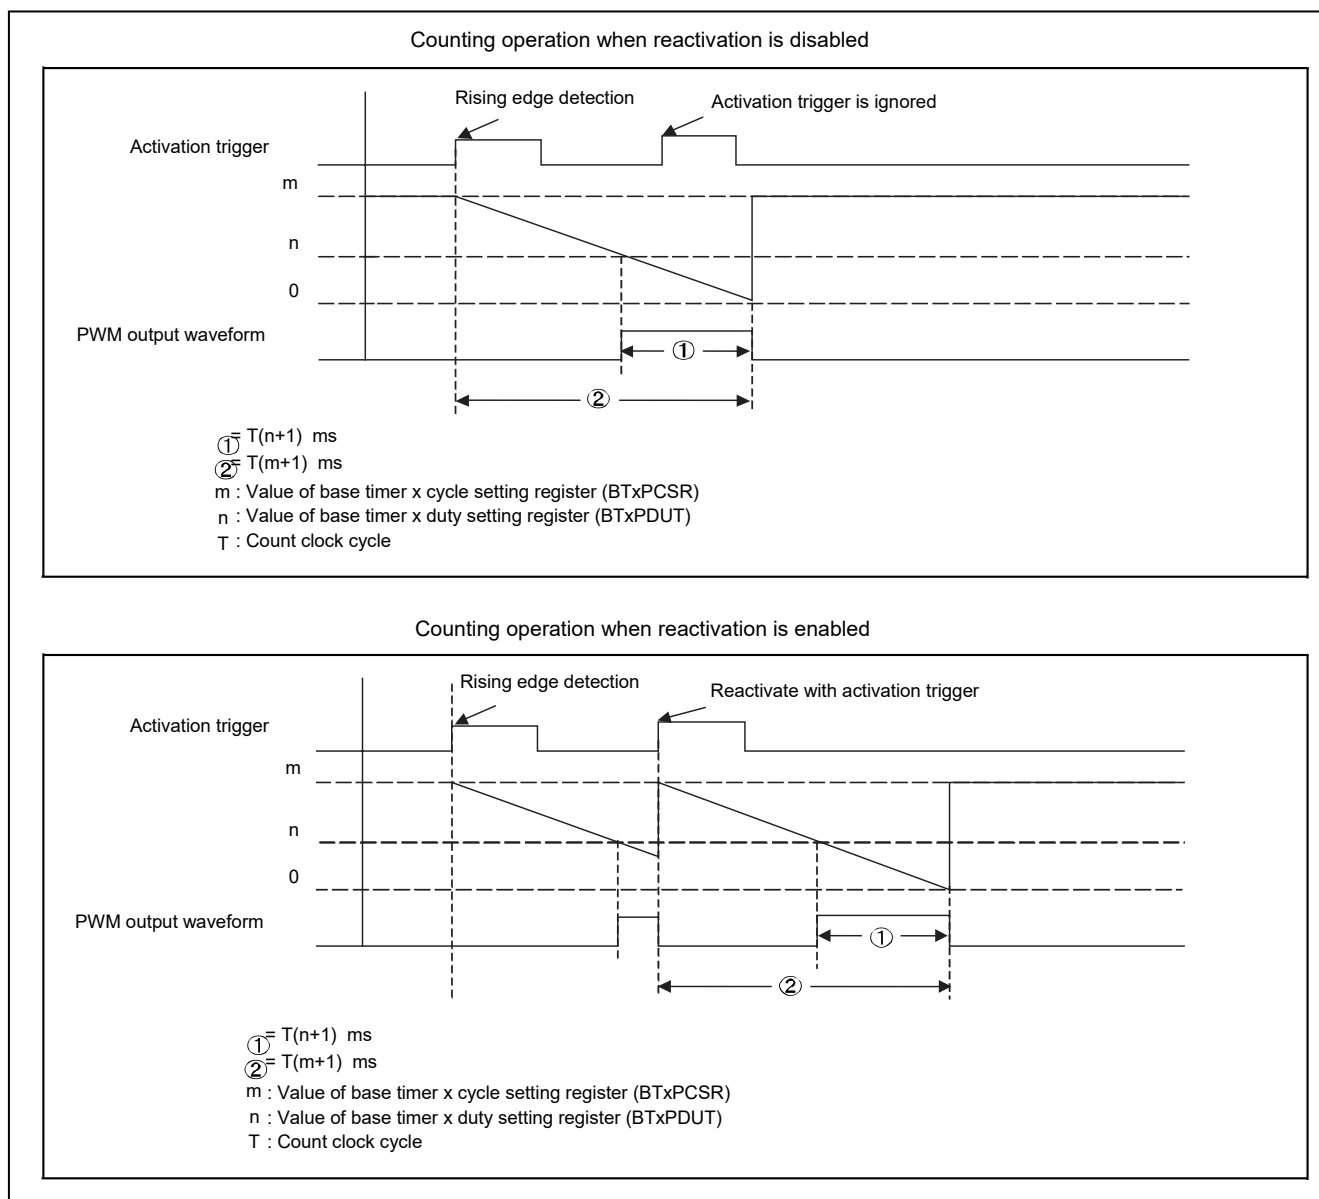 Counting operation when reactivation is disabled
Rising edge detection
Activation trigger is ignored
Activation trigger
m
n
0
PWM output waveform
①
②
①= T(n+1) ms
②= T(m+1) ms
m : Value of base timer x cycle setting register (BTxPCSR)
n : Value of base timer x duty setting register (BTxPDUT)
T : Count clock cycle
Counting operation when reactivation is enabled
Rising edge detection
Reactivate with activation trigger
Activation trigger
m
n
0
PWM output waveform
①
②
①= T(n+1) ms
②= T(m+1) ms
m : Value of base timer x cycle setting register (BTxPCSR)
n : Value of base timer x duty setting register (BTxPDUT)
T : Count clock cycle